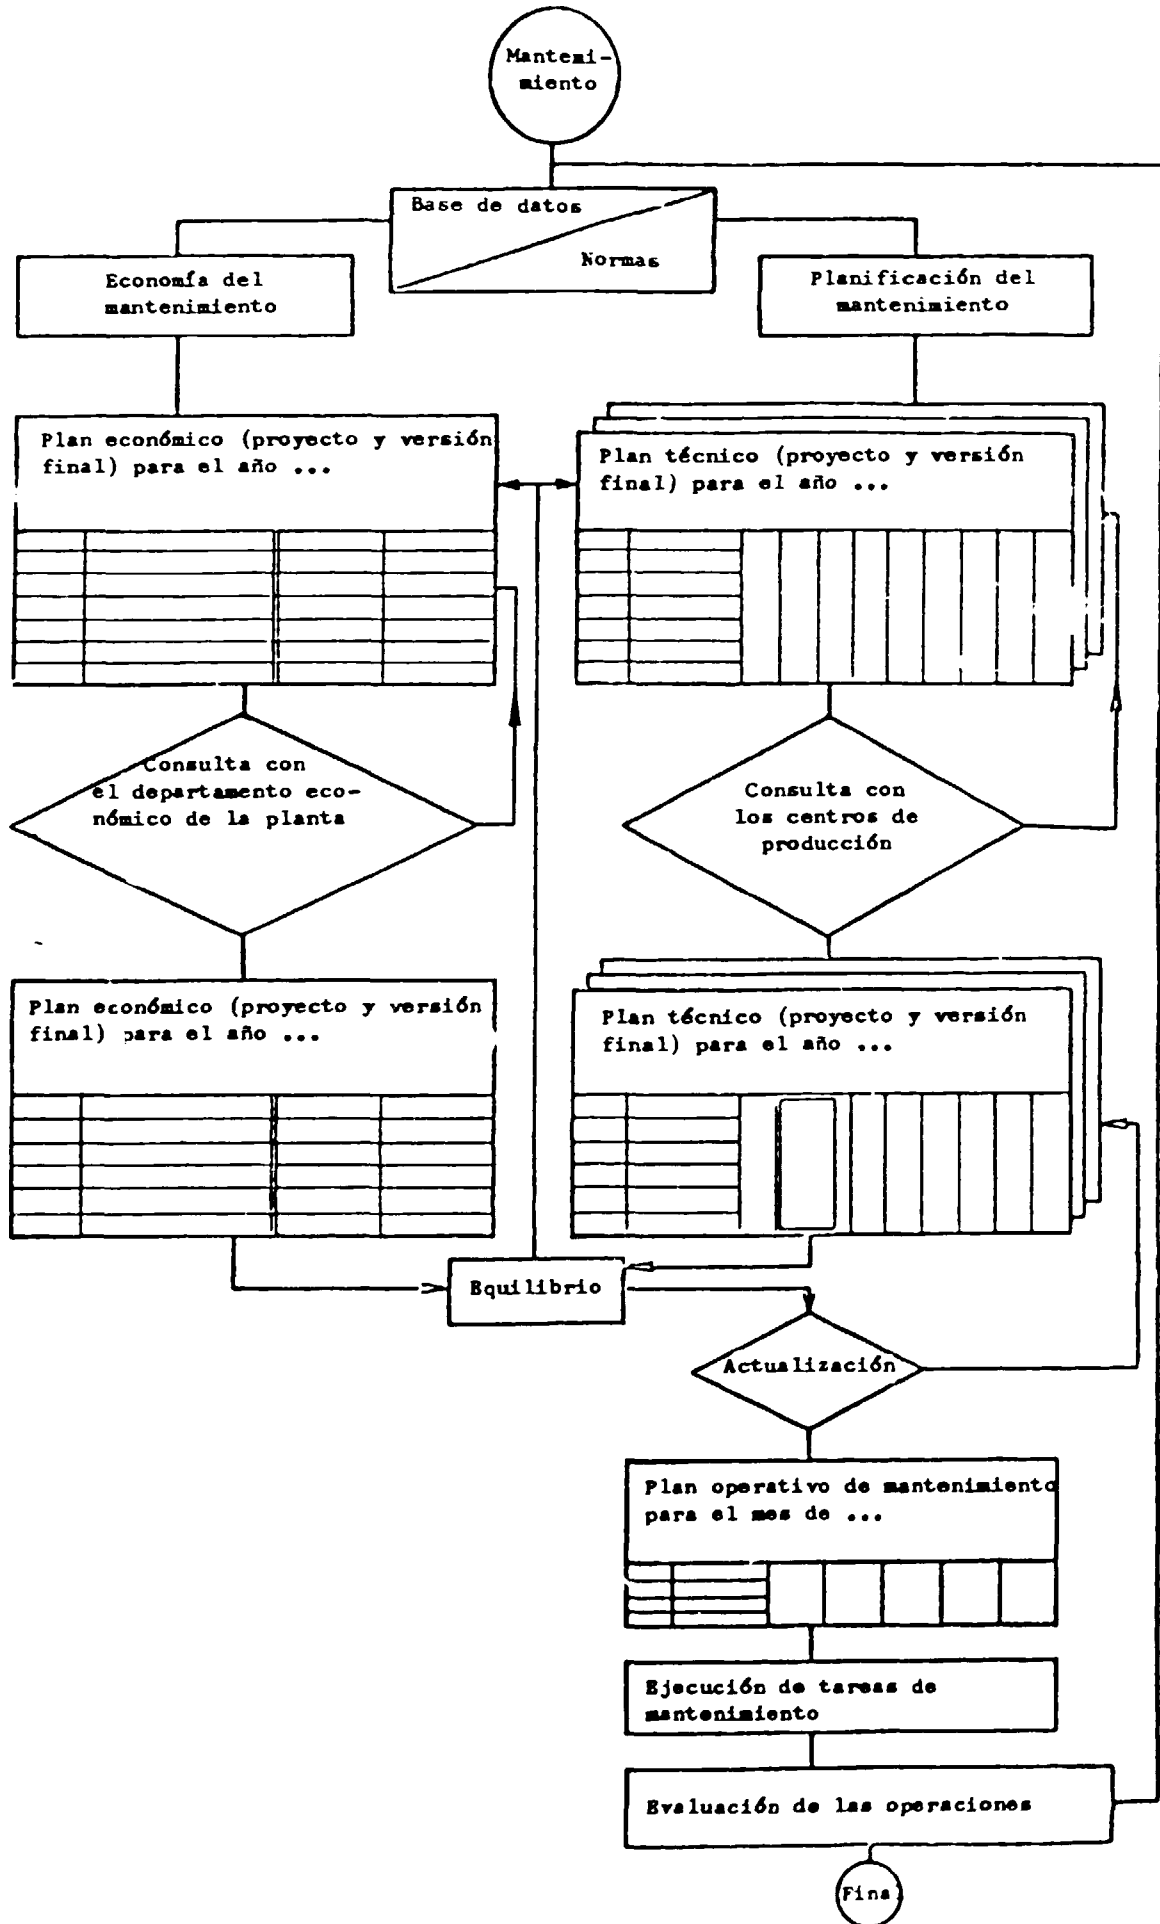 Mantemi-
miento
Base de datos
Normas
Economía del
mantenimiento
Planificación del
mantenimiento
Plan económico (proyecto y versión
final) para el año ...
Plan técnico (proyecto y versión
final) para el año ...
Consulta con
el departamento eco-
nómico de la planta
Consulta con
los centros de
producción
Plan económico (proyecto y versión
final) para el año ...
Plan técnico (proyecto y versión
final) para el año ...
Equilibrio
Actualización
Plan operativo de mantenimiento
para el mes de ...
Ejecución de tareas de
mantenimiento
Evaluación de las operaciones
Fina